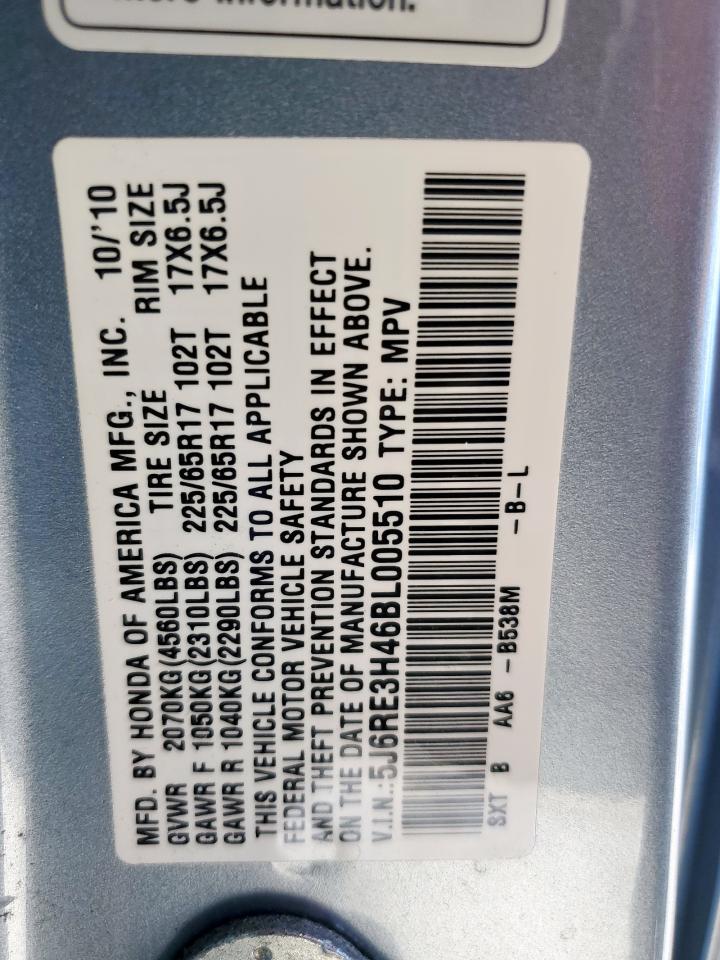 more information.
MFD. BY HONDA OF AMERICA MFG., INC. 10/'10
GVWR 2070KG(4560LBS) TIRE SIZE RIM SIZE
GAWR F 1050KG(2310LBS) 225/65R17 102T 17X6.5J
GAWR R 1040KG(2290LBS) 225/65R17 102T 17X6.5J
THIS VEHICLE CONFORMS TO ALL APPLICABLE
FEDERAL MOTOR VEHICLE SAFETY
AND THEFT PREVENTION STANDARDS IN EFFECT
ON THE DATE OF MANUFACTURE SHOWN ABOVE.
V.I.N.:5J6RE3H46BL005510 TYPE: MPV
SXT B AA6 -B538M -B-L